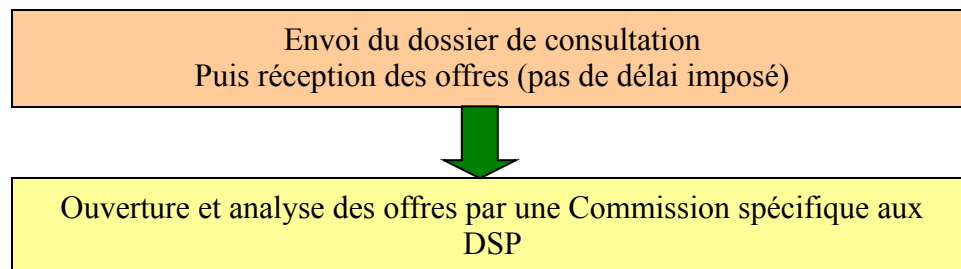 Envoi du dossier de consultation
Puis réception des offres (pas de délai imposé)
Ouverture et analyse des offres par une Commission spécifique aux
DSP